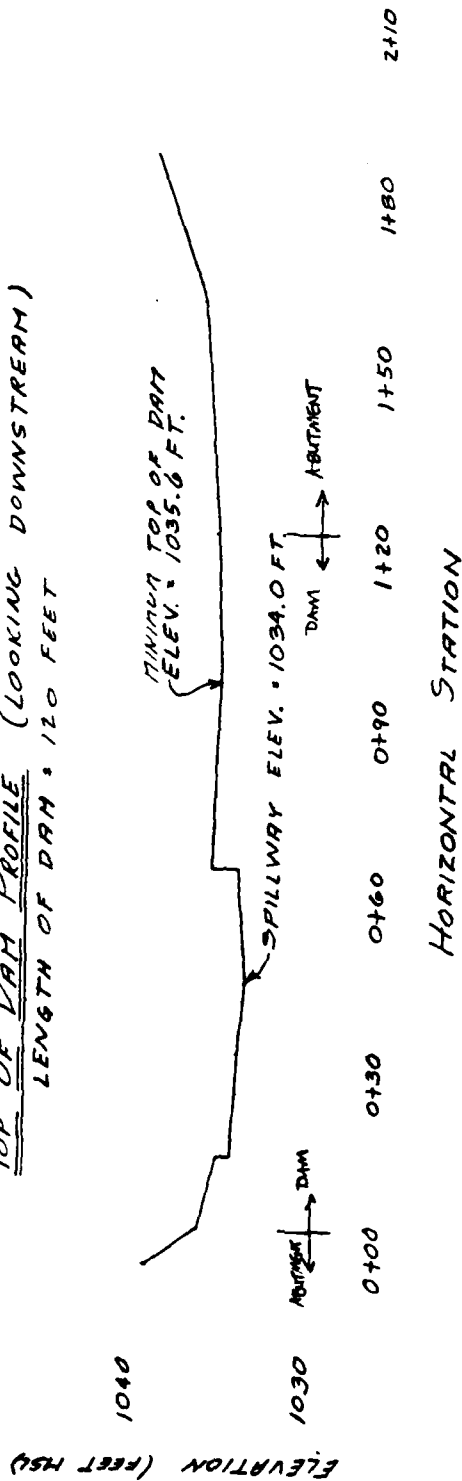 TOP OF DAM PROFILE (LOOKING DOWNSTREAM)
LENGTH OF DAM = 120 FEET
MINIMUM TOP OF DAM
ELEV. = 1035.6 FT.
SPILLWAY ELEV. = 1034.0 FT
ABUTMENT DAM
DAM ABUTMENT
ELEVATION (FEET MSL)
1040
1030
0+00 0+30 0+60 0+90 1+20 1+50 1+80 2+10
HORIZONTAL STATION